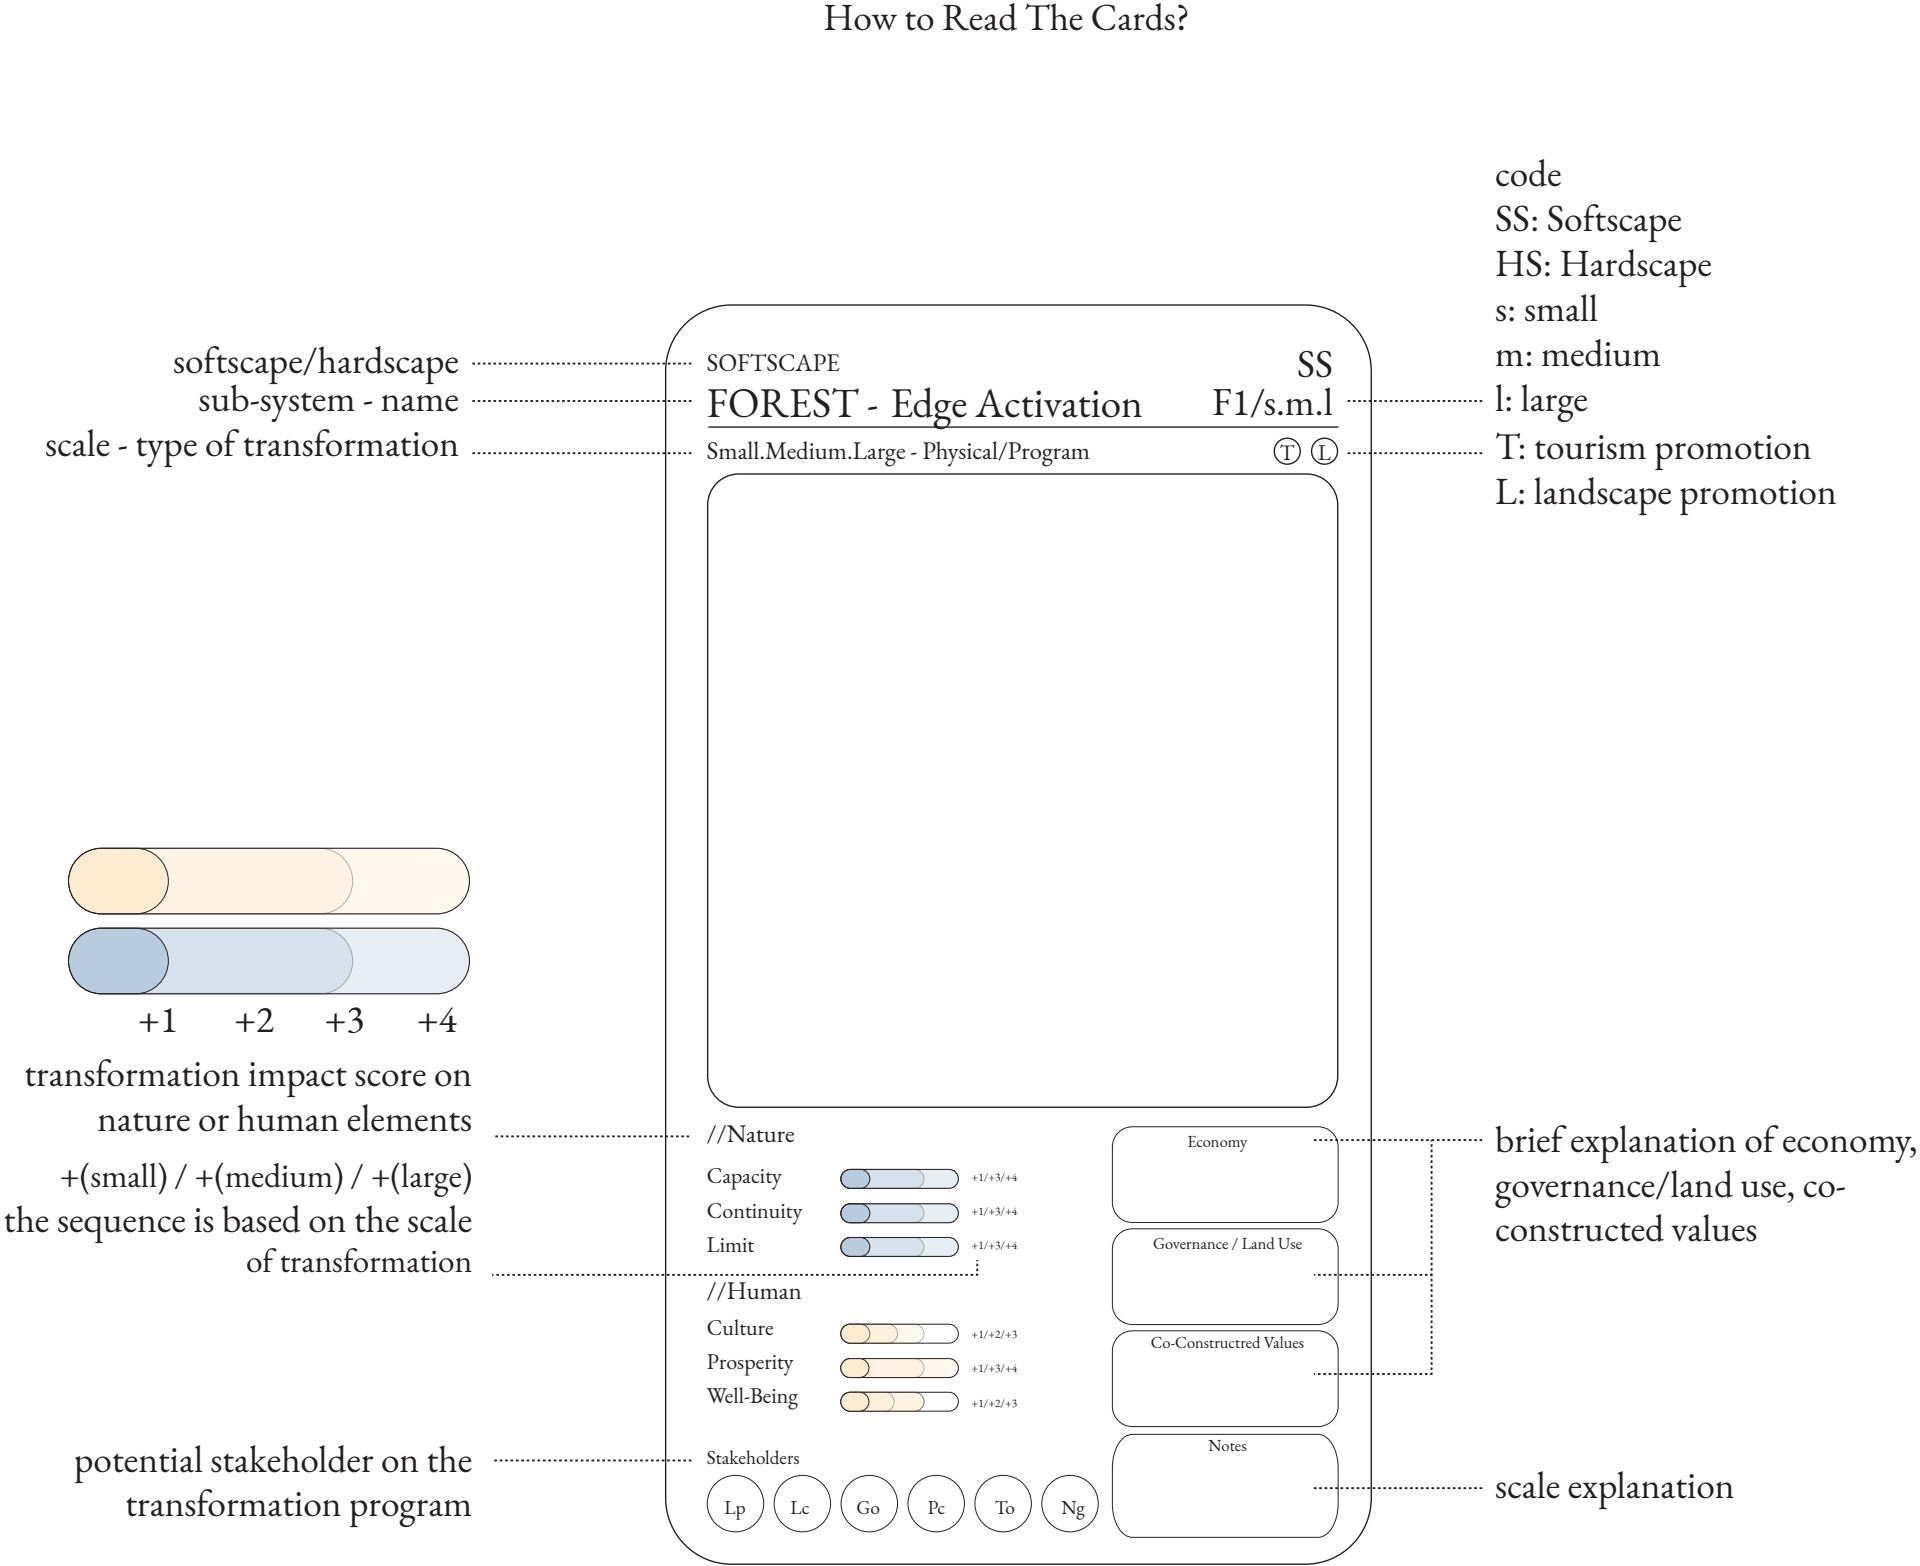 How to Read The Cards?
code
SS: Softscape
HS: Hardscape
s: small
m: medium
l: large
T: tourism promotion
L: landscape promotion
softscape/hardscape
sub-system - name
scale - type of transformation
SOFTSCAPE
SS
FOREST - Edge Activation
F1/s.m.l
Small.Medium.Large - Physical/Program
T L
+1 +2 +3 +4
transformation impact score on
nature or human elements
+(small) / +(medium) / +(large)
the sequence is based on the scale
of transformation
//Nature
Capacity +1/+3/+4
Continuity +1/+3/+4
Limit +1/+3/+4
//Human
Culture +1/+2/+3
Prosperity +1/+3/+4
Well-Being +1/+2/+3
Economy
Governance / Land Use
Co-Constructred Values
Notes
brief explanation of economy,
governance/land use, co-
constructed values
scale explanation
potential stakeholder on the
transformation program
Stakeholders
Lp Lc Go Pc To Ng